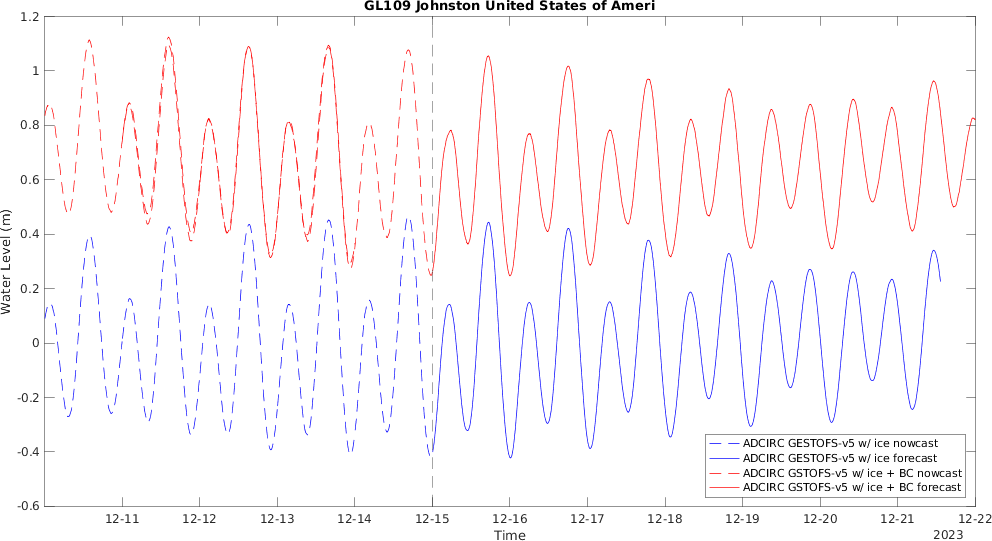 GL109 Johnston United States of Ameri
1.2
1
0.8
0.6
0.4
0.2
0
-0.2
-0.4
-0.6
Water Level (m)
ADCIRC GESTOFS-v5 w/ ice nowcast
ADCIRC GESTOFS-v5 w/ ice forecast
ADCIRC GSTOFS-v5 w/ ice + BC nowcast
ADCIRC GSTOFS-v5 w/ ice + BC forecast
12-11 12-12 12-13 12-14 12-15 12-16 12-17 12-18 12-19 12-20 12-21 12-22
Time
2023